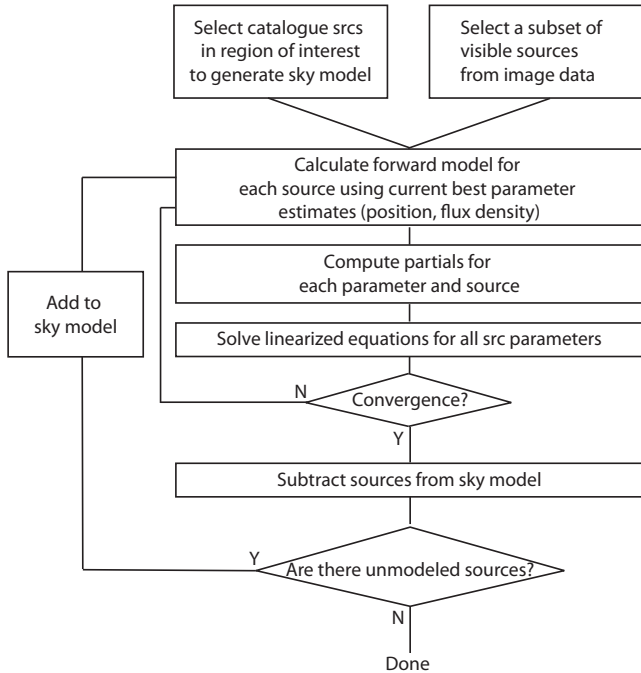 Select catalogue srcs
in region of interest
to generate sky model
Select a subset of
visible sources
from image data
Calculate forward model for
each source using current best parameter
estimates (position, flux density)
Compute partials for
each parameter and source
Add to
sky model
Solve linearized equations for all src parameters
N
Convergence?
Y
Subtract sources from sky model
Y
Are there unmodeled sources?
N
Done